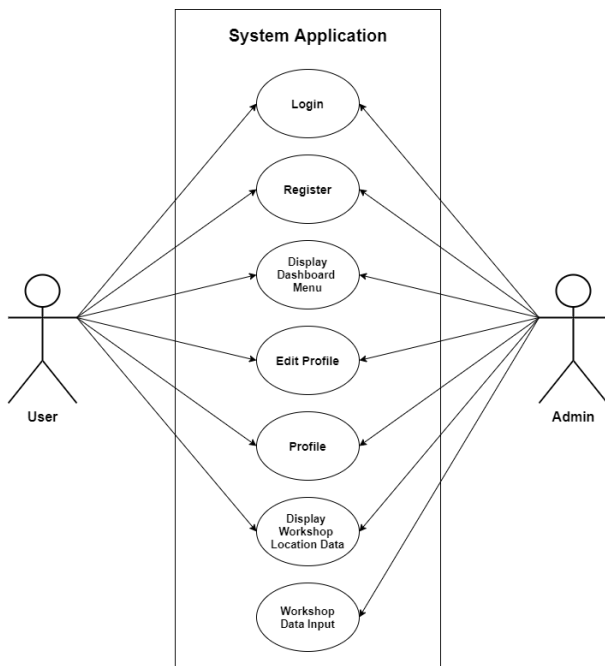 System Application
Login
Register
Display
Dashboard
Menu
Edit Profile
User
Admin
Profile
Display
Workshop
Location Data
Workshop
Data Input